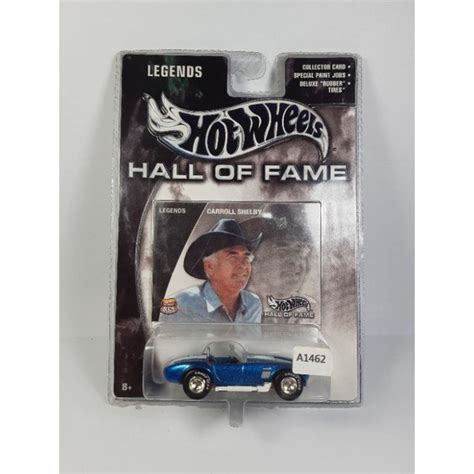 LEGENDS
COLLECTOR CARD •
SPECIAL PAINT JOBS •
DELUXE "RUBBER" •
TIRES
Hot Wheels
HALL OF FAME
LEGENDS CARROLL SHELBY
Hot Wheels
HALL OF FAME
A1462
8+